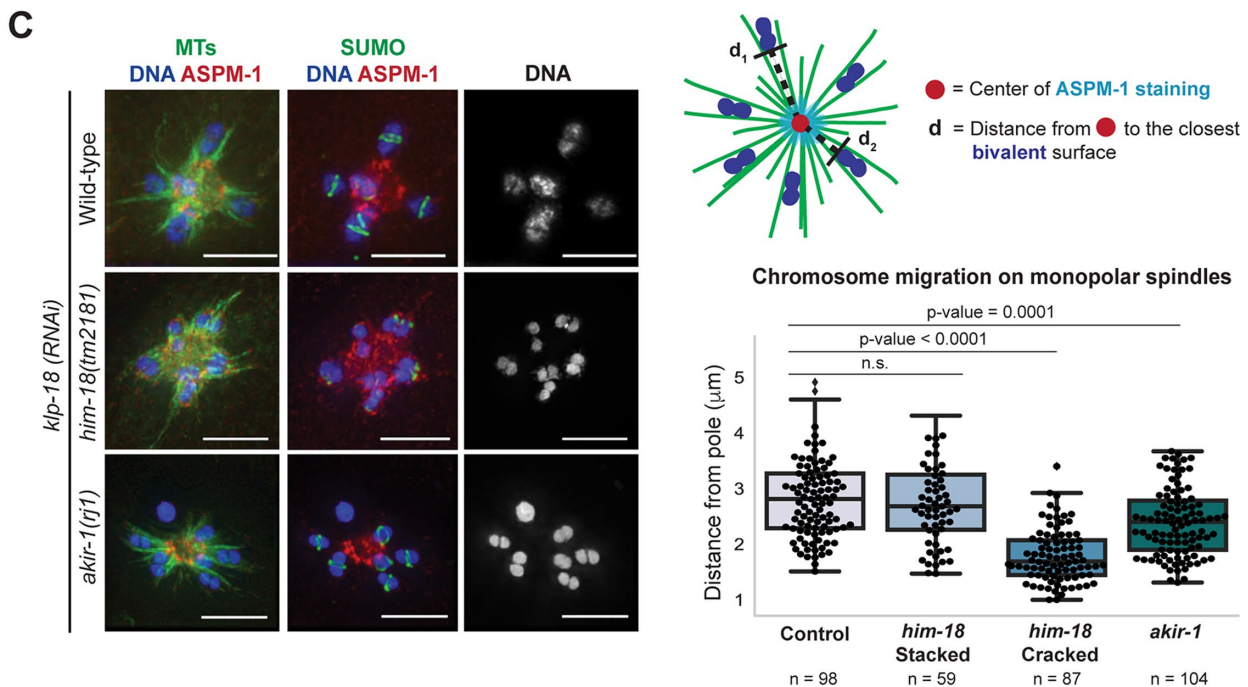 C
MTs
DNA ASPM-1
SUMO
DNA ASPM-1
DNA
klp-18 (RNAi)
Wild-type
him-18(tm2181)
akir-1(rj1)
d1
d2
= Center of ASPM-1 staining
d = Distance from to the closest
bivalent surface
Chromosome migration on monopolar spindles
p-value = 0.0001
p-value < 0.0001
n.s.
Distance from pole (μm)
5
4
3
2
1
Control
him-18
Stacked
him-18
Cracked
akir-1
n = 98
n = 59
n = 87
n = 104